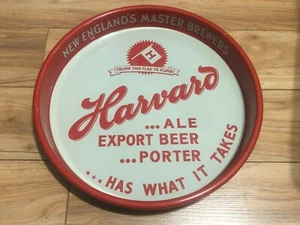 NEW ENGLAND'S MASTER BREWERS
H
FOLLOW THIS FLAG TO FLAVOR
Harvard
...ALE
EXPORT BEER
...PORTER
...HAS WHAT IT TAKES